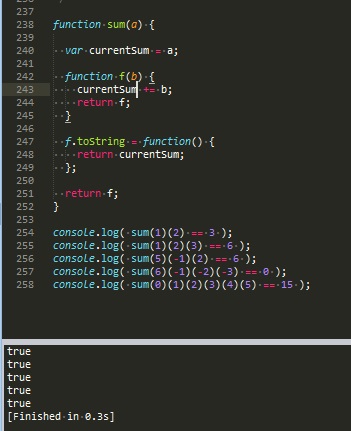 237
238 function sum(a) {
239
240 var currentSum = a;
241
242 function f(b) {
243 currentSum += b;
244 return f;
245 }
246
247 f.toString = function() {
248 return currentSum;
249 };
250
251 return f;
252 }
253
254 console.log( sum(1)(2) == 3 );
255 console.log( sum(1)(2)(3) == 6 );
256 console.log( sum(5)(-1)(2) == 6 );
257 console.log( sum(6)(-1)(-2)(-3) == 0 );
258 console.log( sum(0)(1)(2)(3)(4)(5) == 15 );
true
true
true
true
true
[Finished in 0.3s]